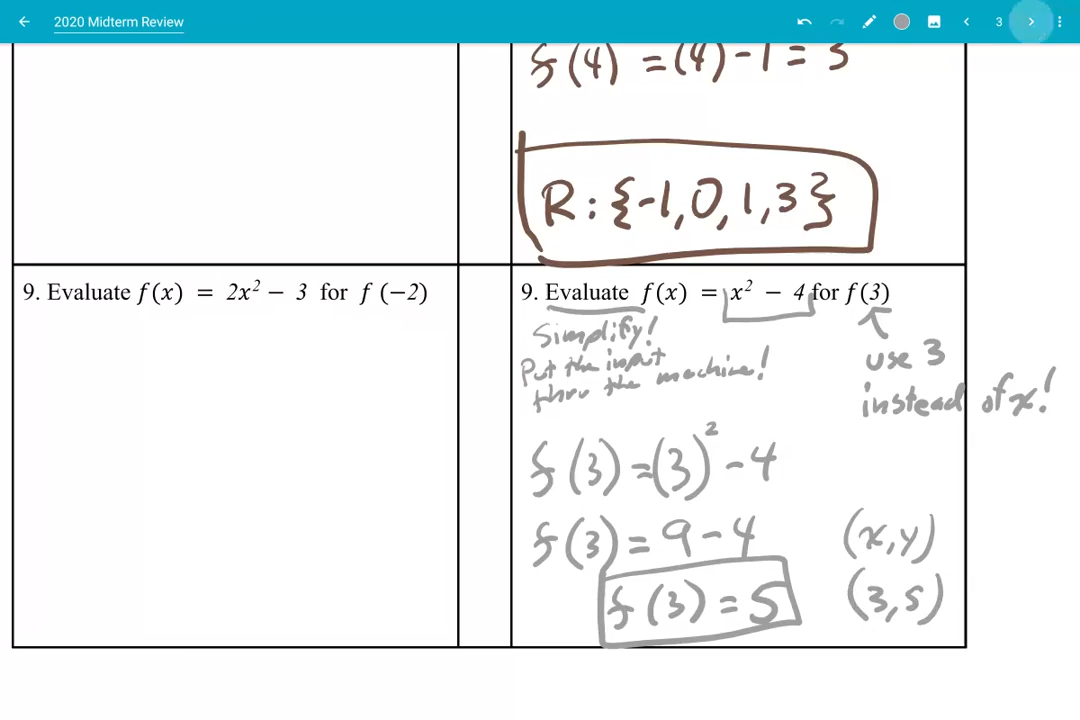 2020 Midterm Review
3
f(4) = (4) - 1 = 3
R: {-1, 0, 1, 3}
9. Evaluate f(x) = 2x² − 3 for f(−2)
9. Evaluate f(x) = x² − 4 for f(3)
Simplify!
Put the input
thru the machine!
use 3
instead of x!
f(3) = (3)² - 4
f(3) = 9 - 4
(x, y)
f(3) = 5
(3, 5)